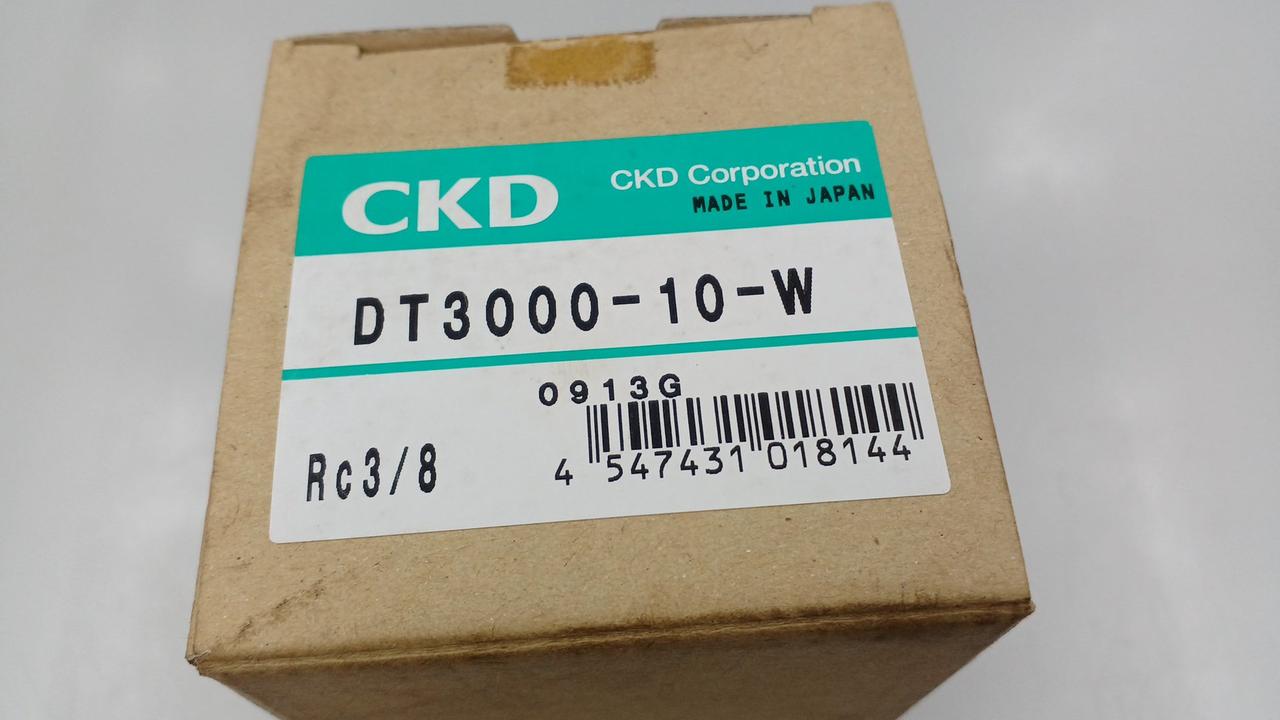 CKD
CKD Corporation
MADE IN JAPAN
DT3000-10-W
0913G
Rc3/8
4 547431 018144